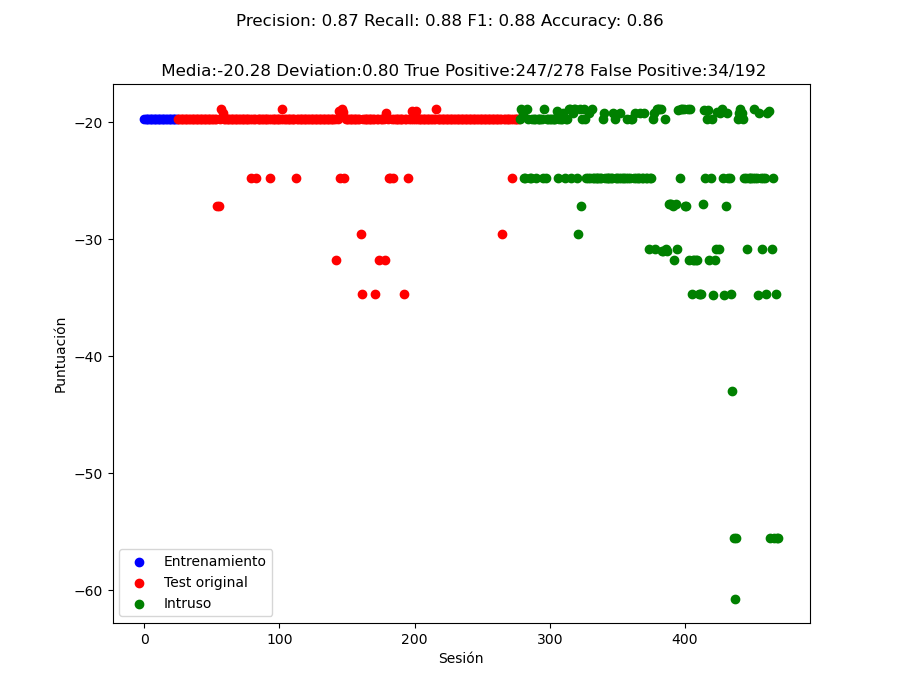 Precision: 0.87 Recall: 0.88 F1: 0.88 Accuracy: 0.86
Media:-20.28 Deviation:0.80 True Positive:247/278 False Positive:34/192
Puntuación
−20
−30
−40
−50
−60
Entrenamiento
Test original
Intruso
0 100 200 300 400
Sesión